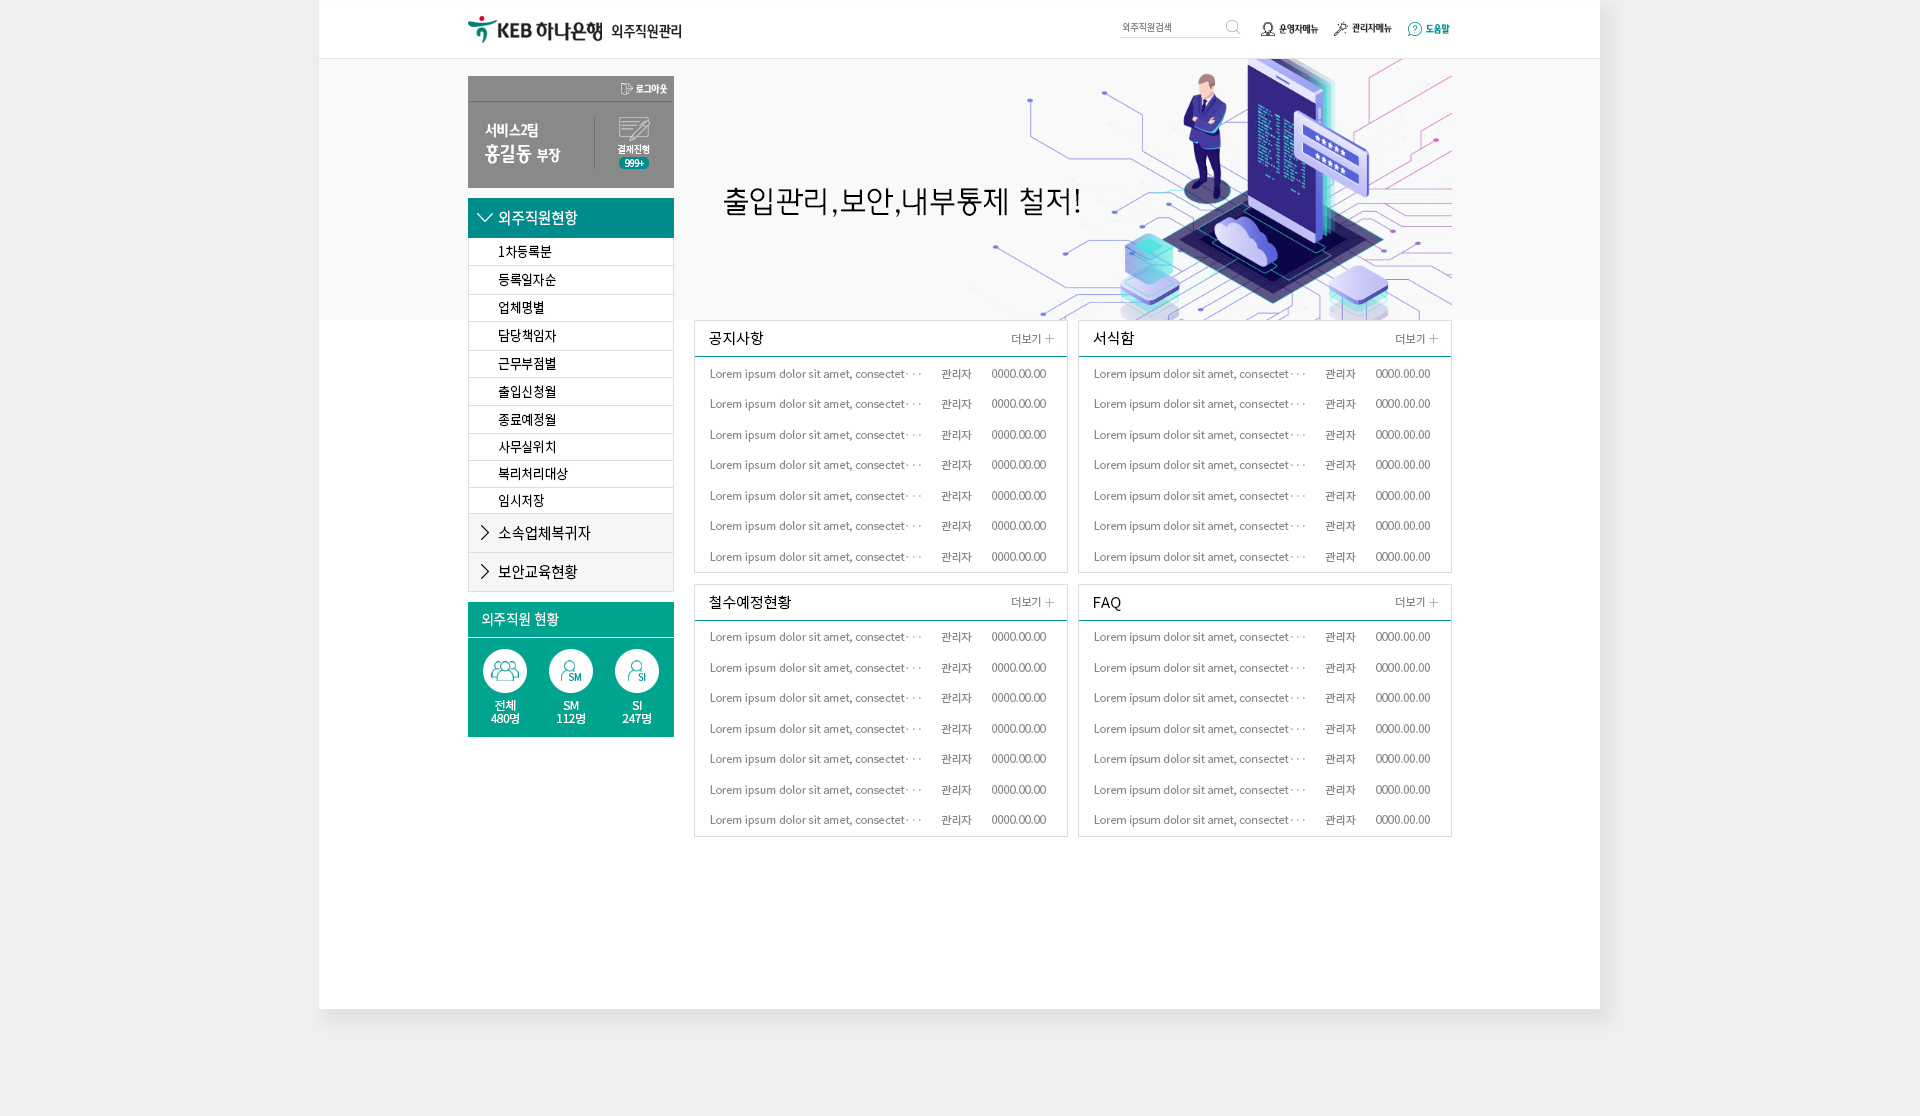 KEB 하나은행 외주직원관리
외주직원검색
운영자메뉴
관리자메뉴
도움말
로그아웃
서비스2팀
홍길동 부장
결재진행
999+
외주직원현항
1차등록분
등록일자순
업체명별
담당책임자
근무부점별
출입신청월
종료예정월
사무실위치
복리처리대상
임시저장
소속업체복귀자
보안교육현황
외주직원 현황
SM
SI
전체
480명
SM
112명
SI
247명
출입관리,보안,내부통제 철저!
공지사항 더보기
Lorem ipsum dolor sit amet, consectet··· 관리자 0000.00.00
Lorem ipsum dolor sit amet, consectet··· 관리자 0000.00.00
Lorem ipsum dolor sit amet, consectet··· 관리자 0000.00.00
Lorem ipsum dolor sit amet, consectet··· 관리자 0000.00.00
Lorem ipsum dolor sit amet, consectet··· 관리자 0000.00.00
Lorem ipsum dolor sit amet, consectet··· 관리자 0000.00.00
Lorem ipsum dolor sit amet, consectet··· 관리자 0000.00.00
서식함 더보기
Lorem ipsum dolor sit amet, consectet··· 관리자 0000.00.00
Lorem ipsum dolor sit amet, consectet··· 관리자 0000.00.00
Lorem ipsum dolor sit amet, consectet··· 관리자 0000.00.00
Lorem ipsum dolor sit amet, consectet··· 관리자 0000.00.00
Lorem ipsum dolor sit amet, consectet··· 관리자 0000.00.00
Lorem ipsum dolor sit amet, consectet··· 관리자 0000.00.00
Lorem ipsum dolor sit amet, consectet··· 관리자 0000.00.00
철수예정현황 더보기
Lorem ipsum dolor sit amet, consectet··· 관리자 0000.00.00
Lorem ipsum dolor sit amet, consectet··· 관리자 0000.00.00
Lorem ipsum dolor sit amet, consectet··· 관리자 0000.00.00
Lorem ipsum dolor sit amet, consectet··· 관리자 0000.00.00
Lorem ipsum dolor sit amet, consectet··· 관리자 0000.00.00
Lorem ipsum dolor sit amet, consectet··· 관리자 0000.00.00
Lorem ipsum dolor sit amet, consectet··· 관리자 0000.00.00
FAQ 더보기
Lorem ipsum dolor sit amet, consectet··· 관리자 0000.00.00
Lorem ipsum dolor sit amet, consectet··· 관리자 0000.00.00
Lorem ipsum dolor sit amet, consectet··· 관리자 0000.00.00
Lorem ipsum dolor sit amet, consectet··· 관리자 0000.00.00
Lorem ipsum dolor sit amet, consectet··· 관리자 0000.00.00
Lorem ipsum dolor sit amet, consectet··· 관리자 0000.00.00
Lorem ipsum dolor sit amet, consectet··· 관리자 0000.00.00